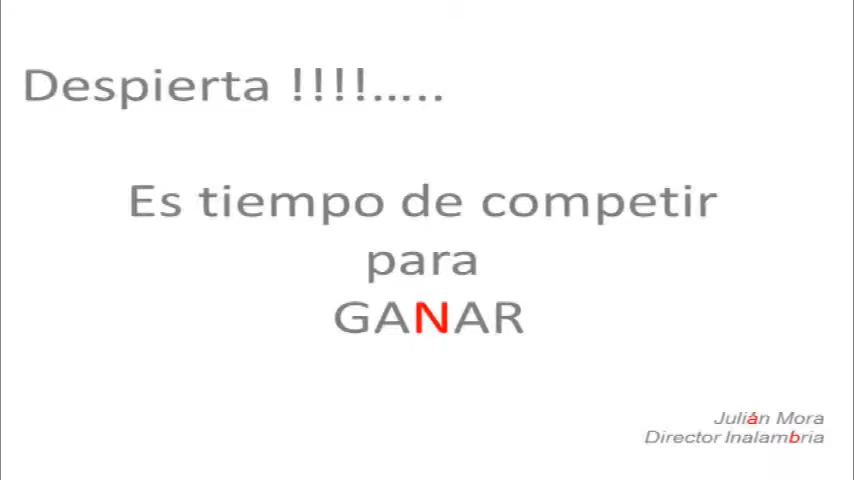 Despierta !!!!.....
Es tiempo de competir
para
GANAR
Julián Mora
Director Inalambria